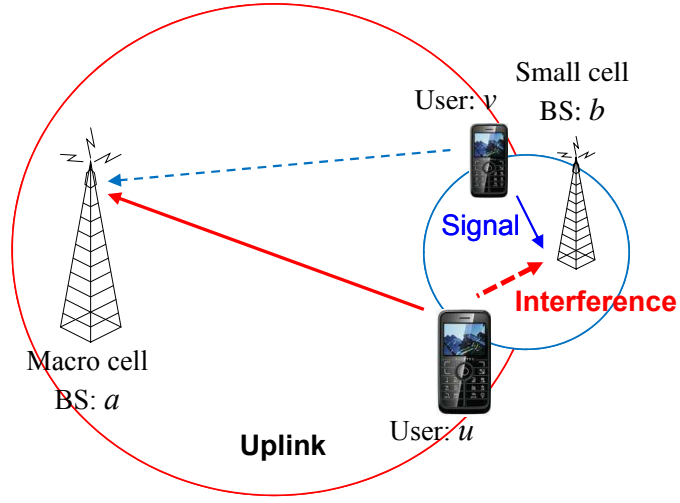 Small cell
BS: b
User: v
Signal
Interference
Macro cell
BS: a
User: u
Uplink